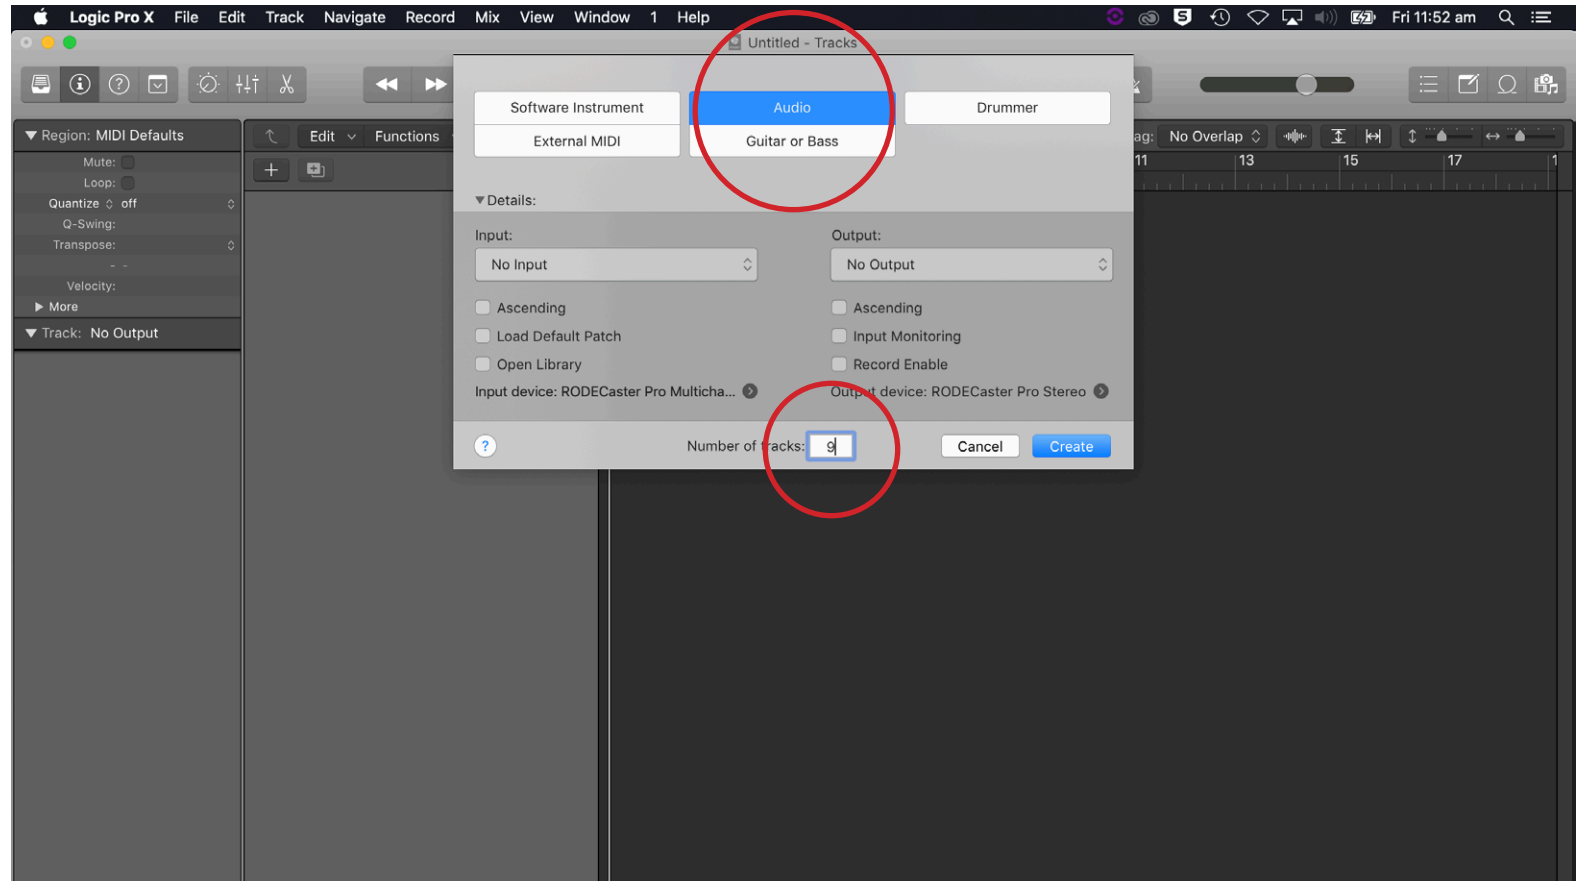 Logic Pro X File Edit Track Navigate Record Mix View Window 1 Help Fri 11:52 am
Untitled - Tracks
Software Instrument Audio Drummer
External MIDI Guitar or Bass
Region: MIDI Defaults
Edit Functions
ag: No Overlap
Mute:
11 13 15 17 1
Loop:
Quantize off
Details:
Q-Swing:
Transpose:
Input: Output:
- -
No Input No Output
Velocity:
More
Ascending Ascending
Track: No Output
Load Default Patch Input Monitoring
Open Library Record Enable
Input device: RODECaster Pro Multicha... Output device: RODECaster Pro Stereo
? Number of tracks: 9 Cancel Create